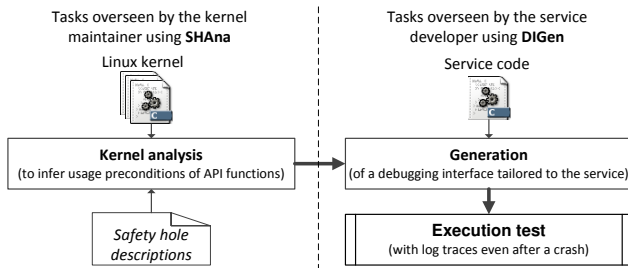 Tasks overseen by the kernel
maintainer using SHAna
Linux kernel
C
Kernel analysis
(to infer usage preconditions of API functions)
Safety hole
descriptions
Tasks overseen by the service
developer using DIGen
Service code
C
Generation
(of a debugging interface tailored to the service)
Execution test
(with log traces even after a crash)